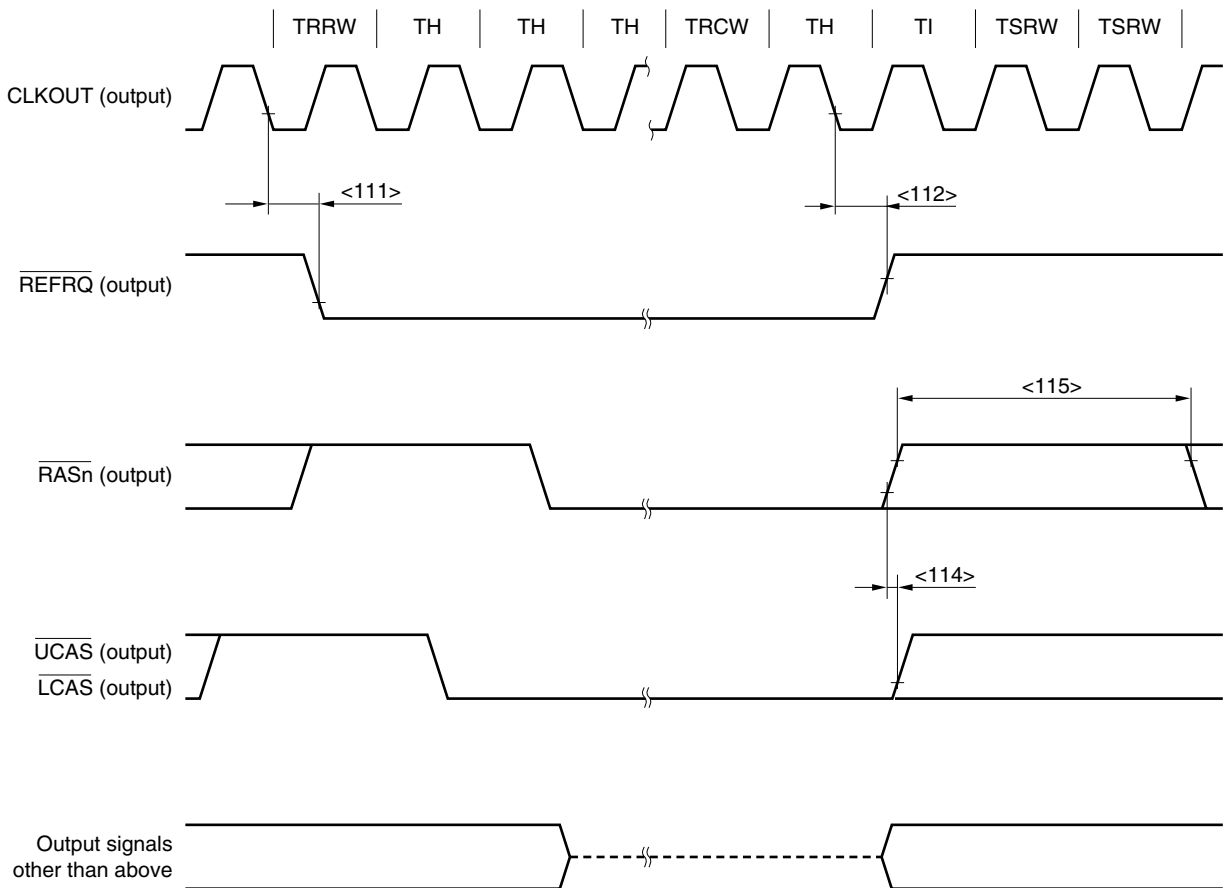 TRRW TH TH TH TRCW TH TI TSRW TSRW
CLKOUT (output)
<111> <112>
REFRQ (output)
<115>
RASn (output)
<114>
UCAS (output)
LCAS (output)
Output signals
other than above